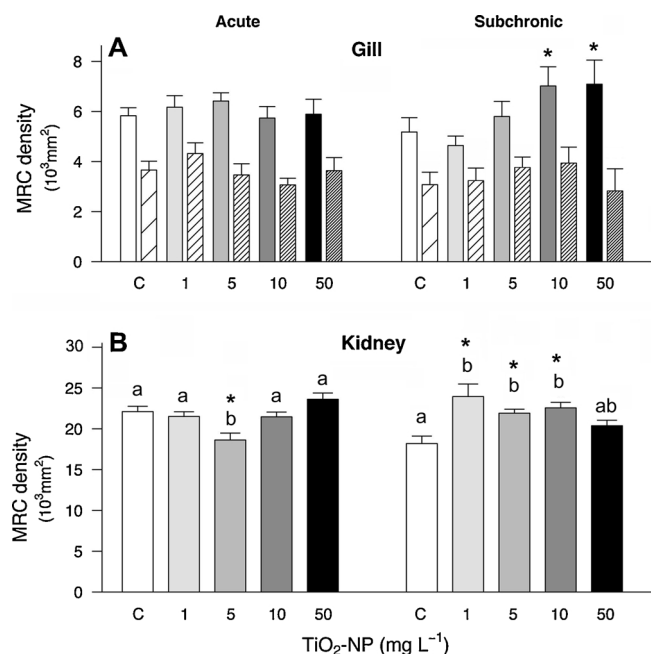 Acute Subchronic
A Gill
8
6
4
2
0
MRC density
(10³mm²)
* *
C 1 5 10 50 C 1 5 10 50
B Kidney
30
25
20
15
10
5
0
MRC density
(10³mm²)
* * * *
a a b a a a b b b ab
C 1 5 10 50 C 1 5 10 50
TiO₂-NP (mg L⁻¹)